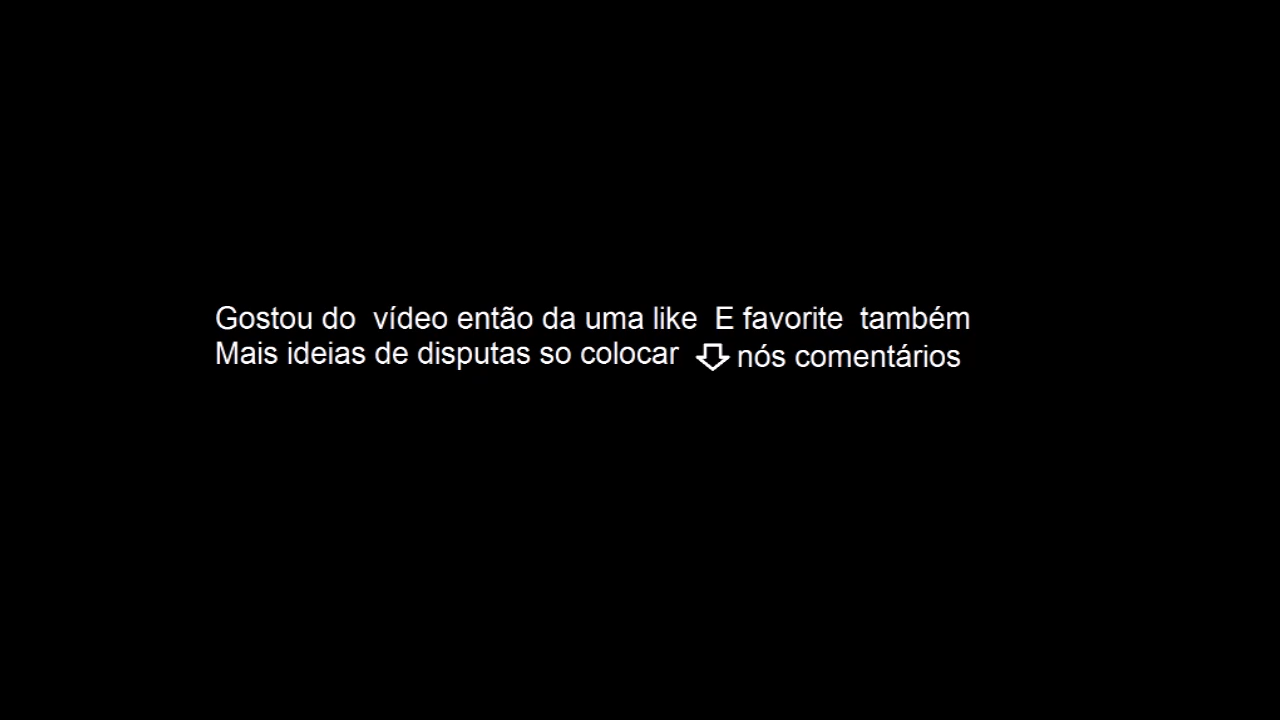 Gostou do vídeo então da uma like E favorite também
Mais ideias de disputas so colocar nós comentários